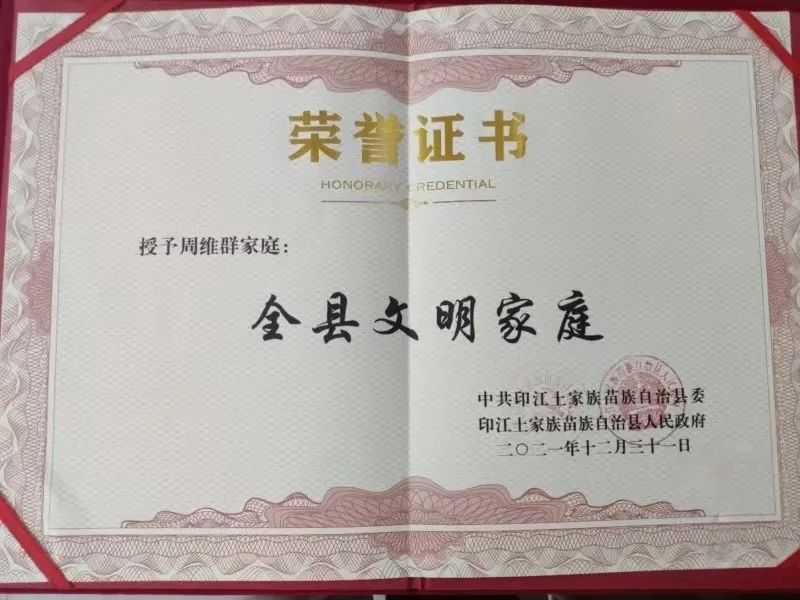 荣誉证书
HONORARY CREDENTIAL
授予周维群家庭：
全县文明家庭
中共印江土家族苗族自治县委
印江土家族苗族自治县人民政府
二〇二一年十二月三十一日